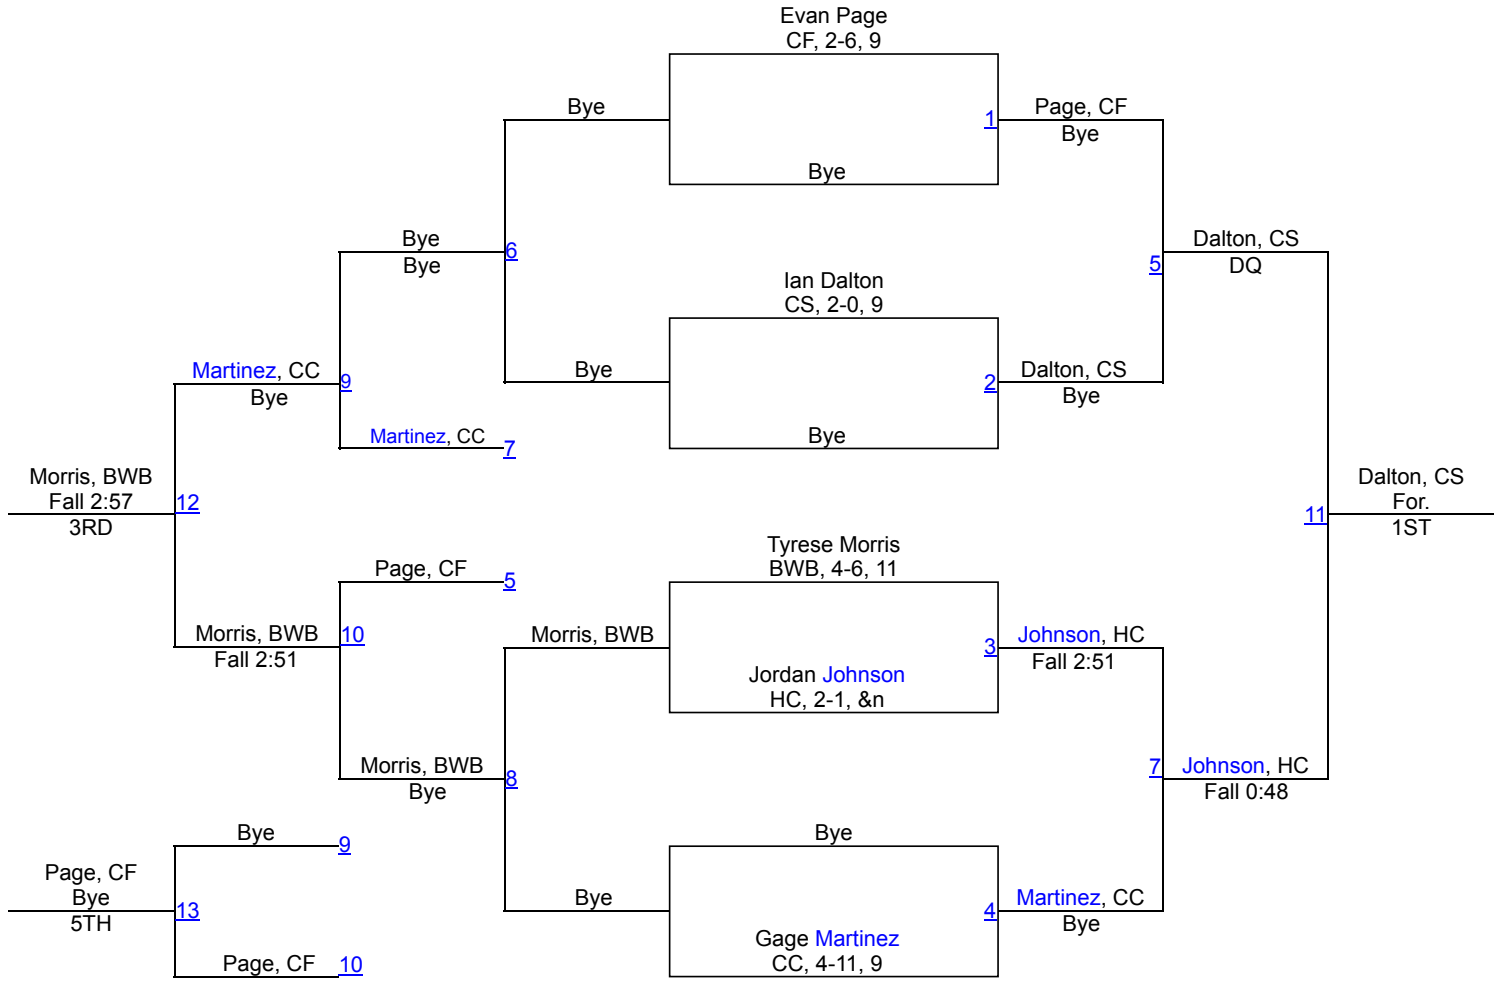 Evan Page
CF, 2-6, 9
Bye
1
Page, CF
Bye
Bye
Bye
6
Bye
Dalton, CS
5
DQ
Ian Dalton
CS, 2-0, 9
Bye
2
Dalton, CS
Bye
Bye
Martinez, CC
9
Bye
Martinez, CC
7
Morris, BWB
Fall 2:57
12
3RD
Dalton, CS
For.
11
1ST
Tyrese Morris
BWB, 4-6, 11
Page, CF
5
Morris, BWB
10
Fall 2:51
Morris, BWB
3
Johnson, HC
Fall 2:51
Jordan Johnson
HC, 2-1, &n
Morris, BWB
8
Bye
7
Johnson, HC
Fall 0:48
Bye
9
Bye
Page, CF
Bye
13
5TH
Bye
4
Martinez, CC
Bye
Gage Martinez
CC, 4-11, 9
Page, CF
10